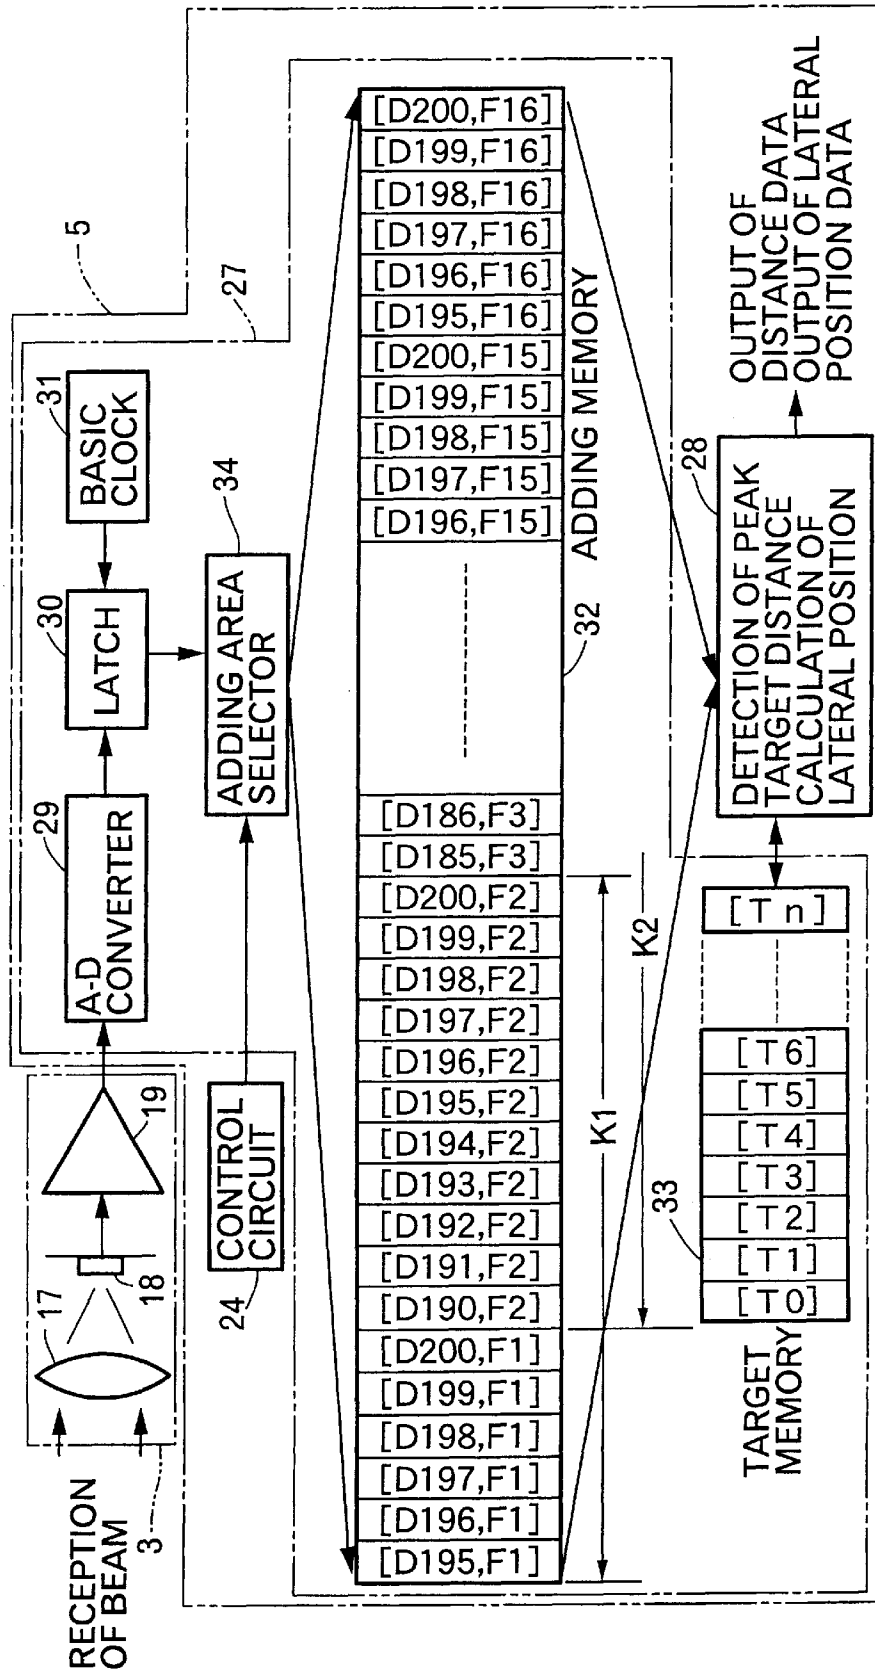 RECEPTION
OF BEAM
3
17
18
19
29
A-D
CONVERTER
30
LATCH
31
BASIC
CLOCK
5
27
24
CONTROL
CIRCUIT
34
ADDING AREA
SELECTOR
[D195,F1]
[D196,F1]
[D197,F1]
[D198,F1]
[D199,F1]
[D200,F1]
[D190,F2]
[D191,F2]
[D192,F2]
[D193,F2]
[D194,F2]
[D195,F2]
[D196,F2]
[D197,F2]
[D198,F2]
[D199,F2]
[D200,F2]
[D185,F3]
[D186,F3]
[D196,F15]
[D197,F15]
[D198,F15]
[D199,F15]
[D200,F15]
[D195,F16]
[D196,F16]
[D197,F16]
[D198,F16]
[D199,F16]
[D200,F16]
K1
K2
32
ADDING MEMORY
TARGET
MEMORY
33
[T0]
[T1]
[T2]
[T3]
[T4]
[T5]
[T6]
[Tn]
28
DETECTION OF PEAK
TARGET DISTANCE
CALCULATION OF
LATERAL POSITION
OUTPUT OF
DISTANCE DATA
OUTPUT OF LATERAL
POSITION DATA